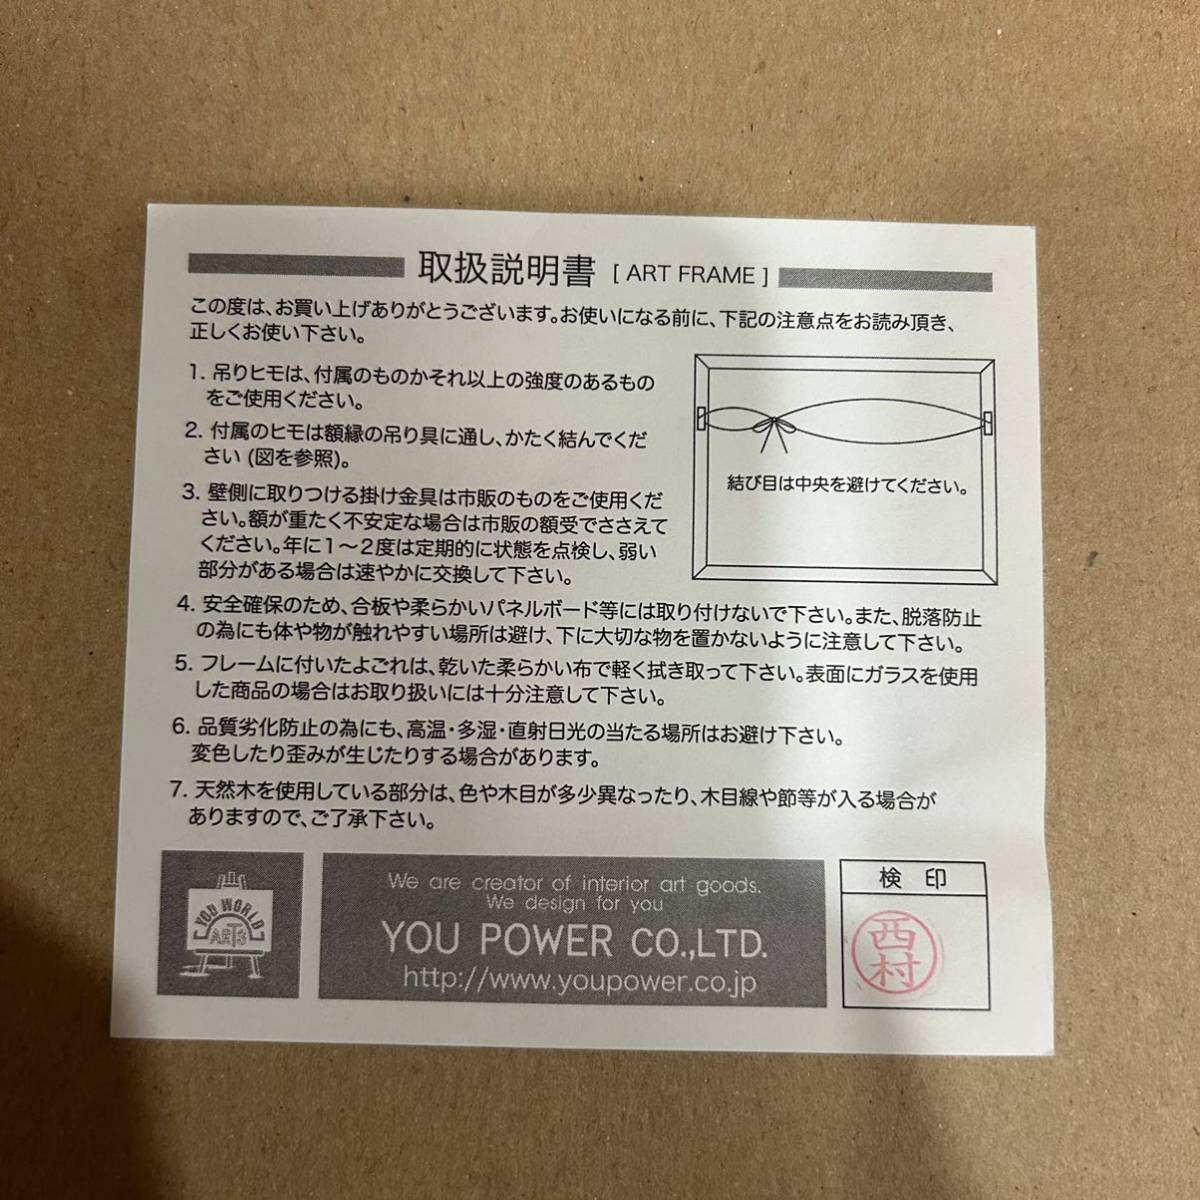 取扱説明書 [ ART FRAME ]
この度は、お買い上げありがとうございます。お使いになる前に、下記の注意点をお読み頂き、
正しくお使い下さい。
1. 吊りヒモは、付属のものかそれ以上の強度のあるもの
をご使用ください。
2. 付属のヒモは額縁の吊り具に通し、かたく結んでくだ
さい (図を参照)。
3. 壁側に取りつける掛け金具は市販のものをご使用くだ
さい。額が重たく不安定な場合は市販の額受でささえて
ください。年に1〜2度は定期的に状態を点検し、弱い
部分がある場合は速やかに交換して下さい。
結び目は中央を避けてください。
4. 安全確保のため、合板や柔らかいパネルボード等には取り付けないで下さい。また、脱落防止
の為にも体や物が触れやすい場所は避け、下に大切な物を置かないように注意して下さい。
5. フレームに付いたよごれは、乾いた柔らかい布で軽く拭き取って下さい。表面にガラスを使用
した商品の場合はお取り扱いには十分注意して下さい。
6. 品質劣化防止の為にも、高温・多湿・直射日光の当たる場所はお避け下さい。
変色したり歪みが生じたりする場合があります。
7. 天然木を使用している部分は、色や木目が多少異なったり、木目線や節等が入る場合が
ありますので、ご了承下さい。
YOU WORLD
ARTS
We are creator of interior art goods.
We design for you
YOU POWER CO.,LTD.
http://www.youpower.co.jp
検 印
西村